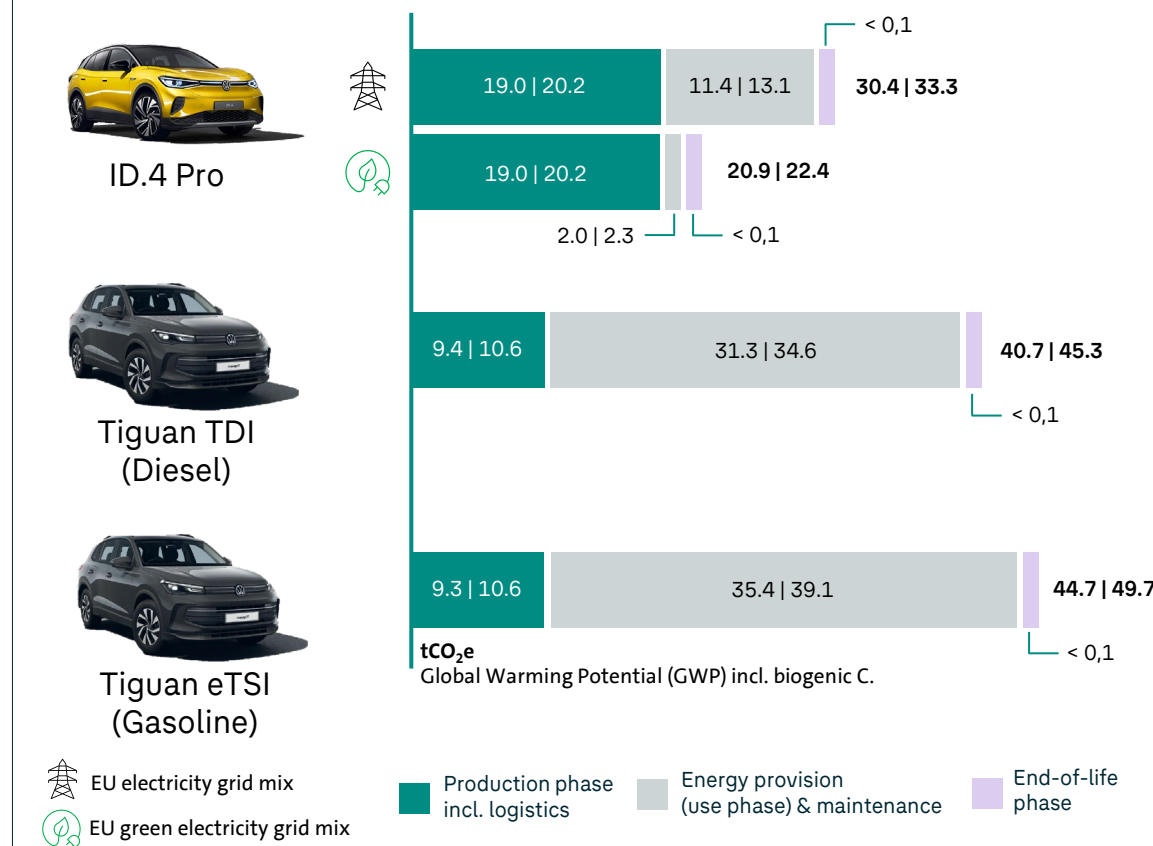 < 0,1
19.0 | 20.2
11.4 | 13.1
30.4 | 33.3
ID.4 Pro
19.0 | 20.2
20.9 | 22.4
2.0 | 2.3
< 0,1
9.4 | 10.6
31.3 | 34.6
40.7 | 45.3
< 0,1
Tiguan TDI
(Diesel)
9.3 | 10.6
35.4 | 39.1
44.7 | 49.7
< 0,1
tCO₂e
Global Warming Potential (GWP) incl. biogenic C.
Tiguan eTSI
(Gasoline)
EU electricity grid mix
EU green electricity grid mix
Production phase
incl. logistics
Energy provision
(use phase) & maintenance
End-of-life
phase